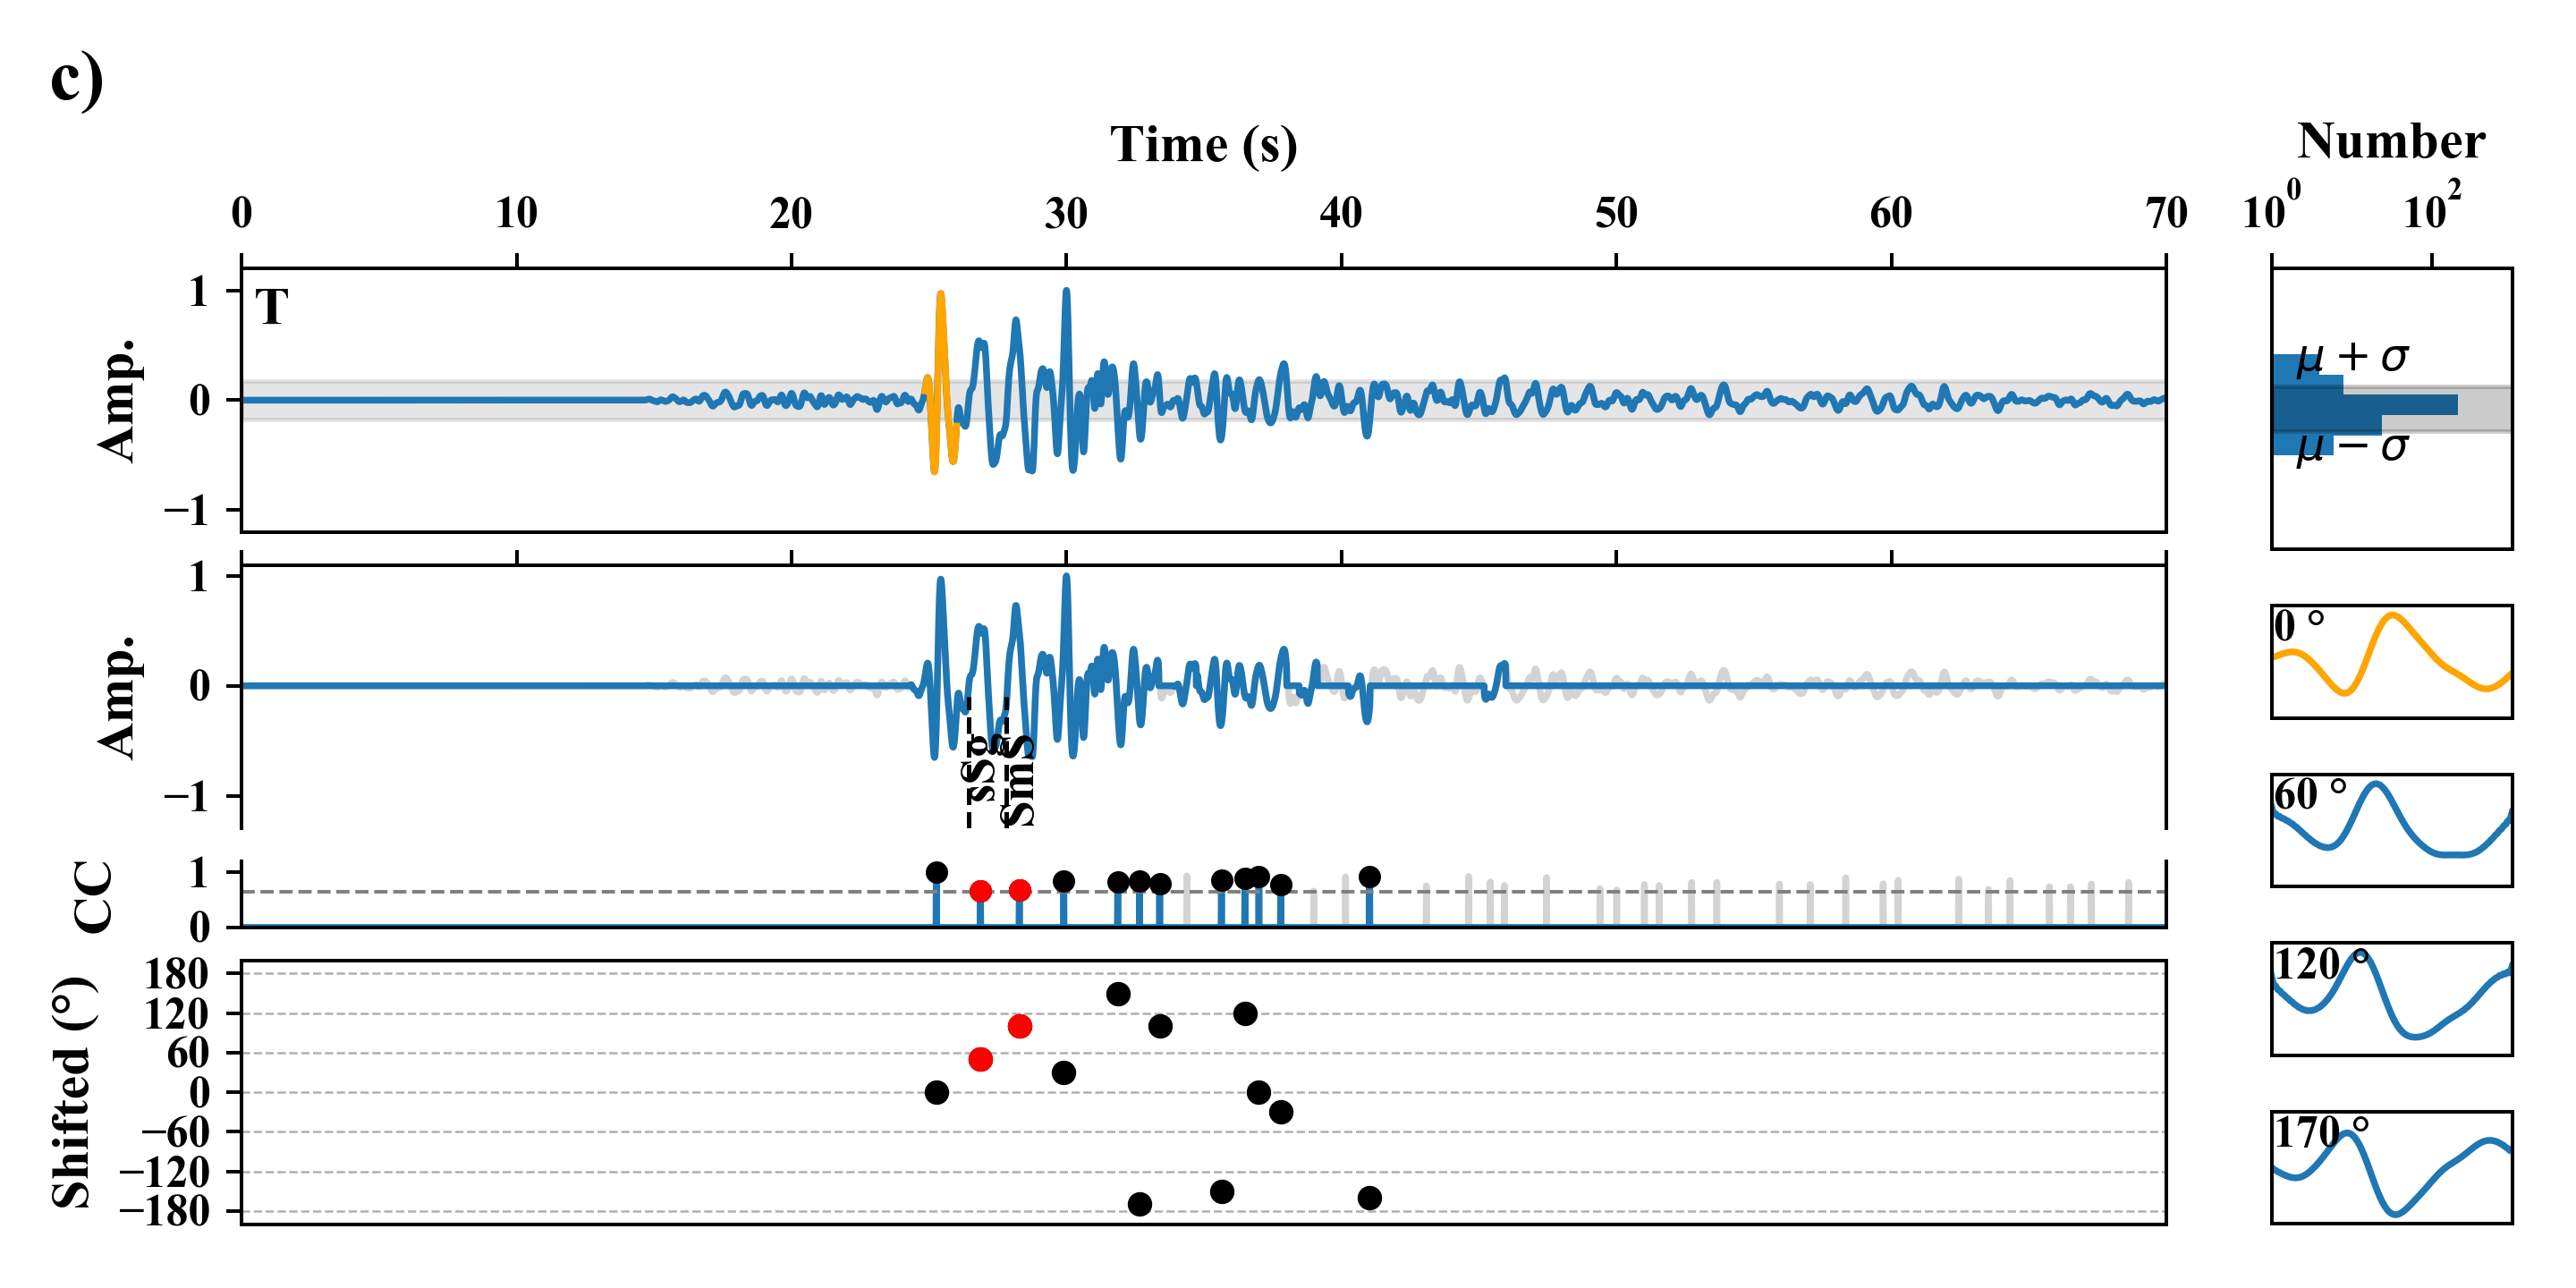 c)
Time (s)
Number
0 10 20 30 40 50 60 70
10^0 10^2
T
Amp.
1
0
−1
μ + σ
μ − σ
Amp.
1
0
−1
sSg
SmS
0 °
60 °
120 °
170 °
CC
1
0
Shifted (°)
180
120
60
0
−60
−120
−180